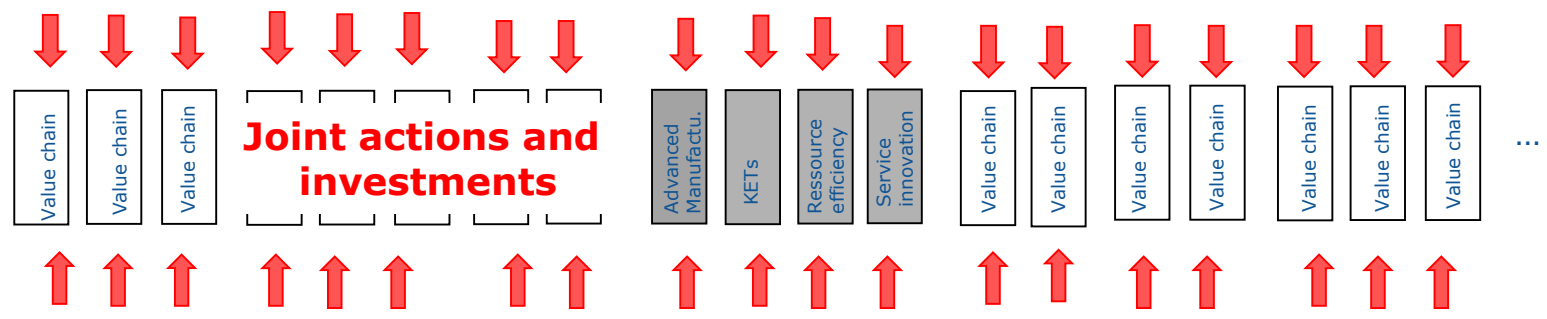 Value chain
Value chain
Value chain
Joint actions and
investments
Advanced
Manufactu.
KETs
Ressource
efficiency
Service
innovation
Value chain
Value chain
Value chain
Value chain
Value chain
Value chain
Value chain
...